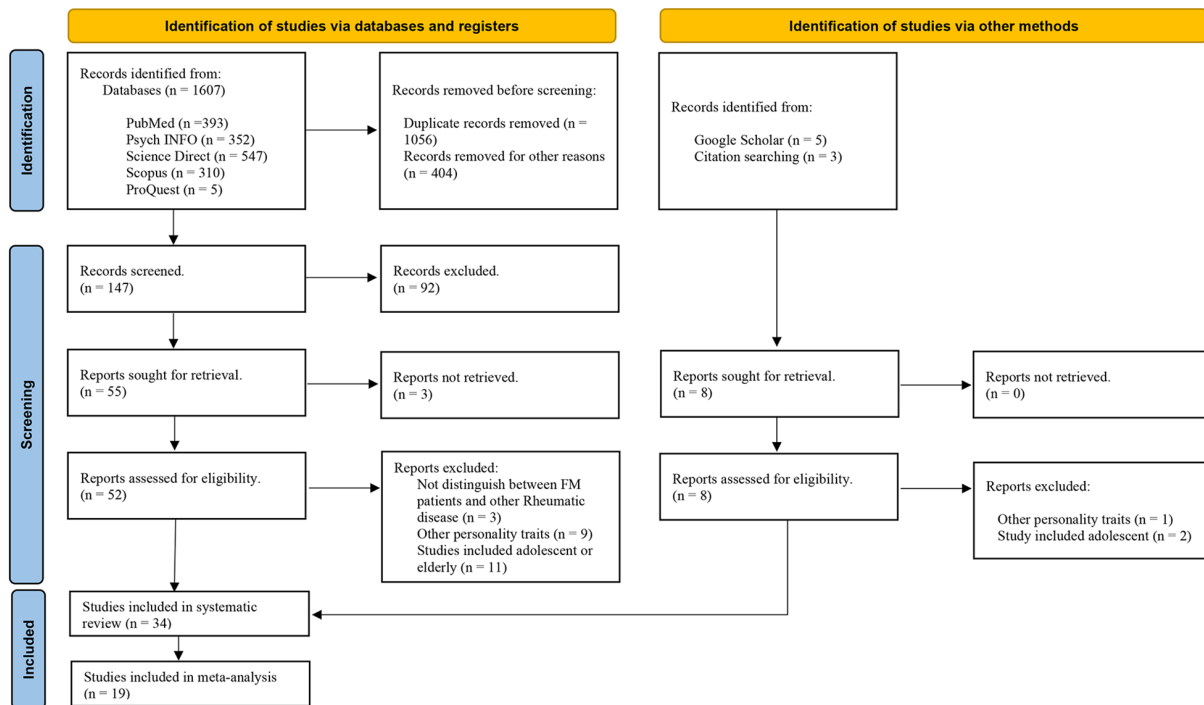 Identification of studies via databases and registers
Identification of studies via other methods
Identification
Records identified from:
Databases (n = 1607)
PubMed (n =393)
Psych INFO (n = 352)
Science Direct (n = 547)
Scopus (n = 310)
ProQuest (n = 5)
Records removed before screening:
Duplicate records removed (n =
1056)
Records removed for other reasons
(n = 404)
Records identified from:
Google Scholar (n = 5)
Citation searching (n = 3)
Screening
Records screened.
(n = 147)
Records excluded.
(n = 92)
Reports sought for retrieval.
(n = 55)
Reports not retrieved.
(n = 3)
Reports sought for retrieval.
(n = 8)
Reports not retrieved.
(n = 0)
Reports assessed for eligibility.
(n = 52)
Reports excluded:
Not distinguish between FM
patients and other Rheumatic
disease (n = 3)
Other personality traits (n = 9)
Studies included adolescent or
elderly (n = 11)
Reports assessed for eligibility.
(n = 8)
Reports excluded:
Other personality traits (n = 1)
Study included adolescent (n = 2)
Included
Studies included in systematic
review (n = 34)
Studies included in meta-analysis
(n = 19)